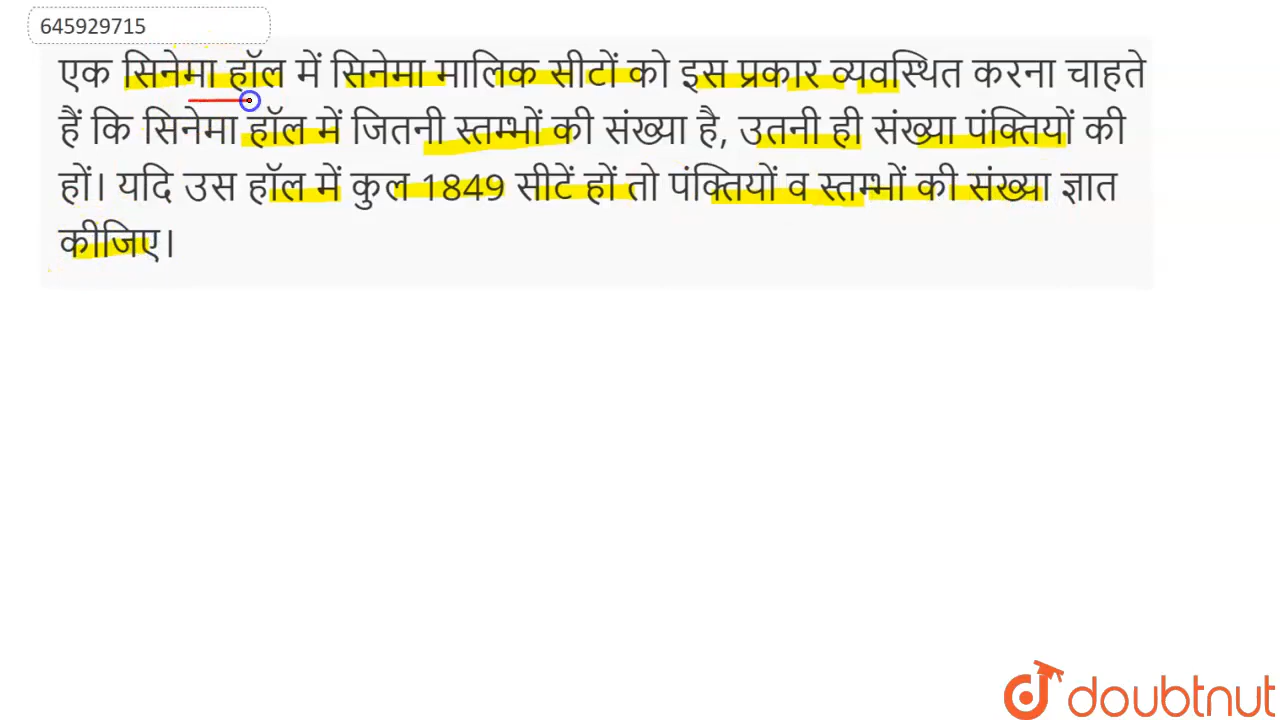 645929715
एक सिनेमा हॉल में सिनेमा मालिक सीटों को इस प्रकार व्यवस्थित करना चाहते
हैं कि सिनेमा हॉल में जितनी स्तम्भों की संख्या है, उतनी ही संख्या पंक्तियों की
हों। यदि उस हॉल में कुल 1849 सीटें हों तो पंक्तियों व स्तम्भों की संख्या ज्ञात
कीजिए।
doubtnut